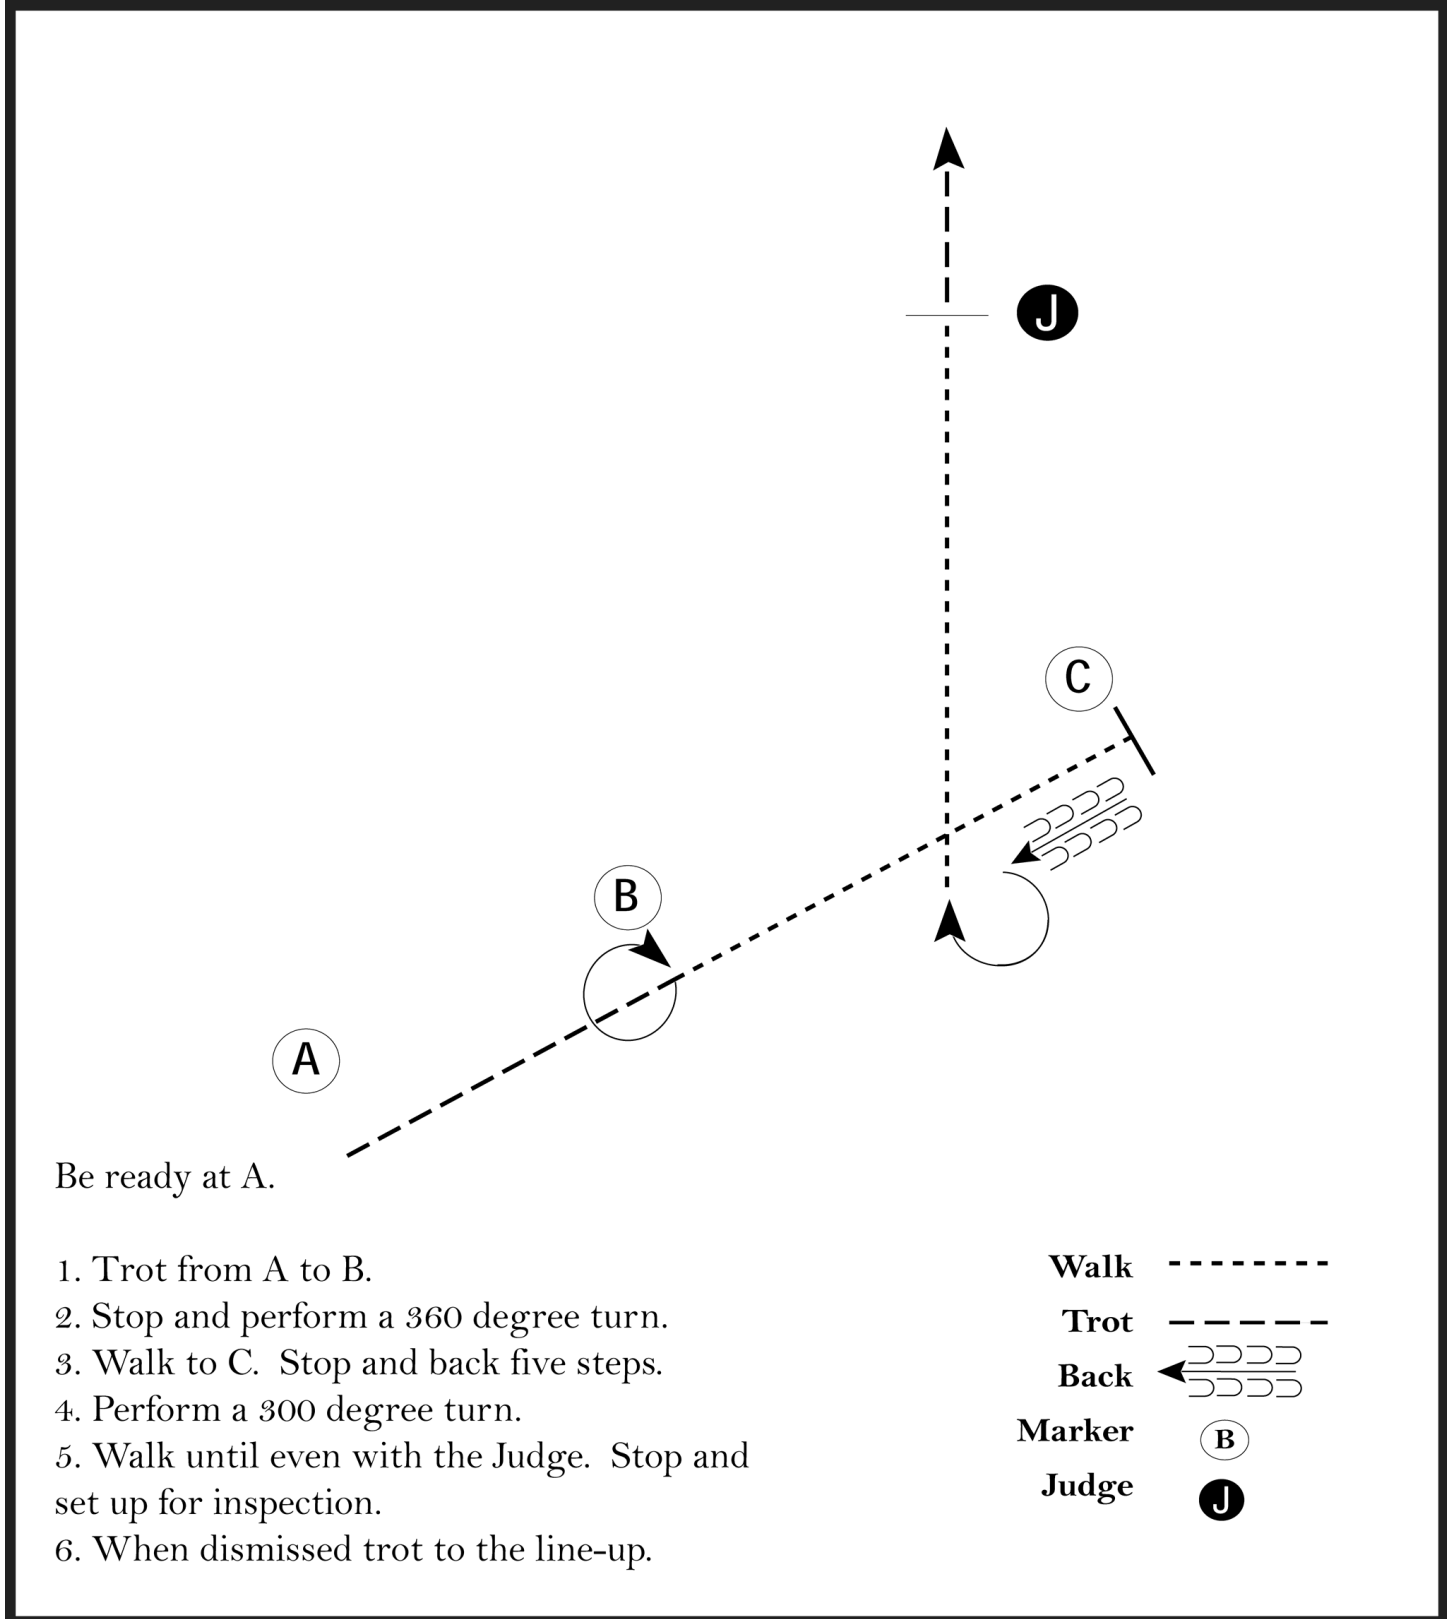 J
C
B
A
Be ready at A.
1. Trot from A to B.
2. Stop and perform a 360 degree turn.
3. Walk to C.  Stop and back five steps.
4. Perform a 300 degree turn.
5. Walk until even with the Judge.  Stop and
set up for inspection.
6. When dismissed trot to the line-up.
Walk
Trot
Back
Marker B
Judge J